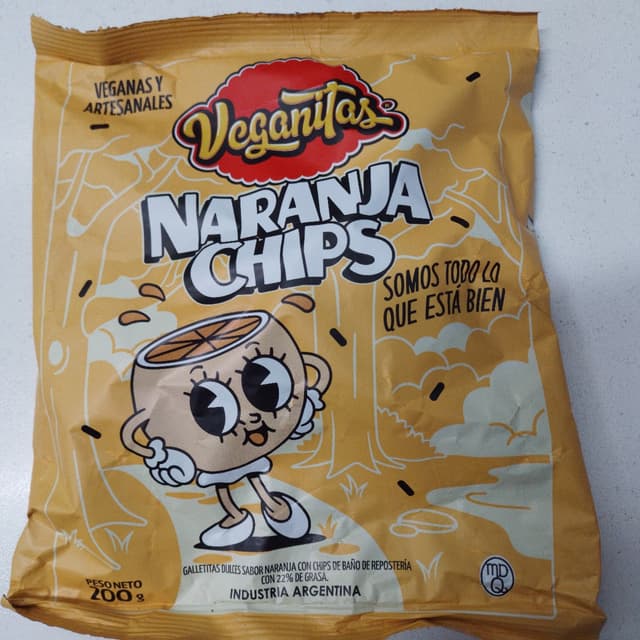 VEGANAS Y
ARTESANALES
Veganitas
NARANJA
CHIPS
SOMOS TODO LO
QUE ESTÁ BIEN
GALLETITAS DULCES SABOR NARANJA CON CHIPS DE BAÑO DE REPOSTERÍA
CON 22% DE GRASA.
INDUSTRIA ARGENTINA
PESO NETO
200 g
MD
Q